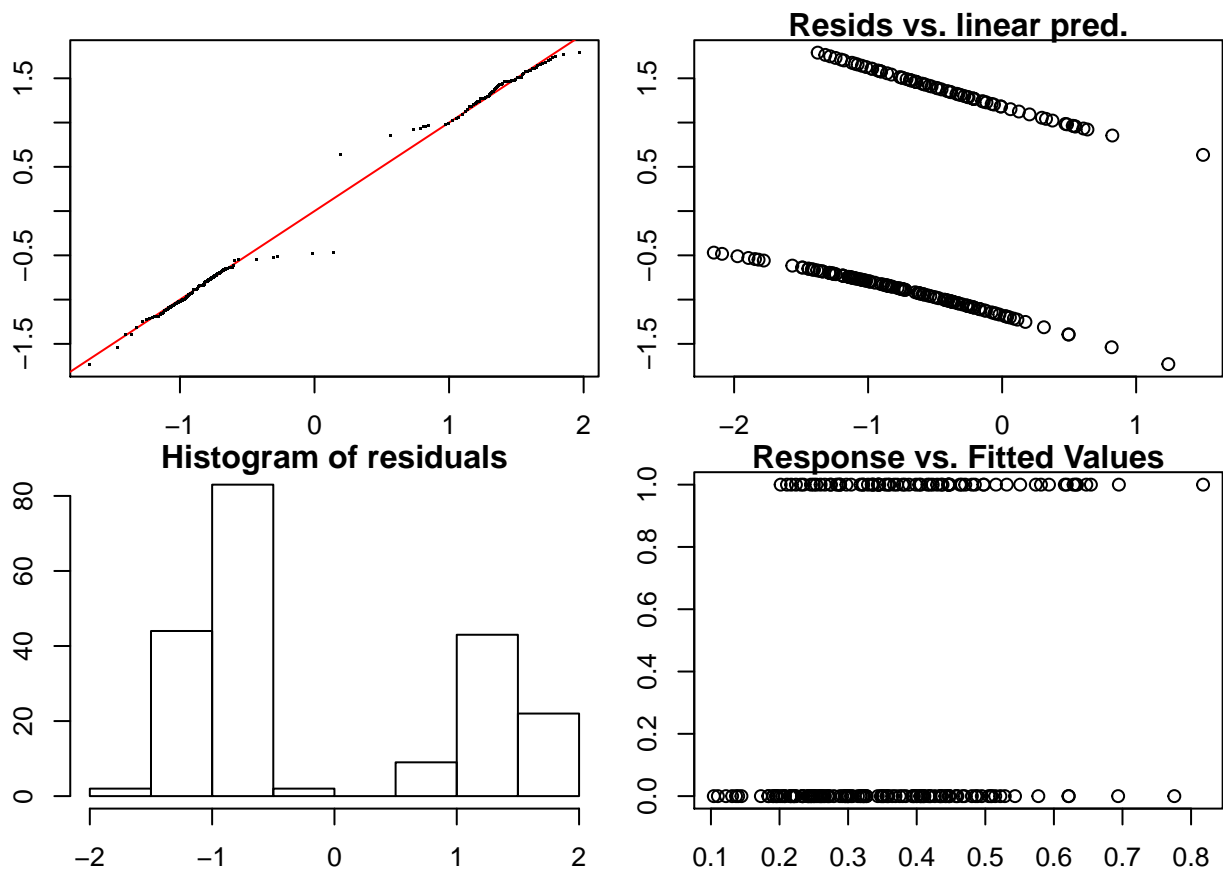 Resids vs. linear pred.
1.5
0.5
−0.5
−1.5
−1 0 1 2
1.5
0.5
−0.5
−1.5
−2 −1 0 1
Histogram of residuals
80
60
40
20
0
−2 −1 0 1 2
Response vs. Fitted Values
1.0
0.8
0.6
0.4
0.2
0.0
0.1 0.2 0.3 0.4 0.5 0.6 0.7 0.8